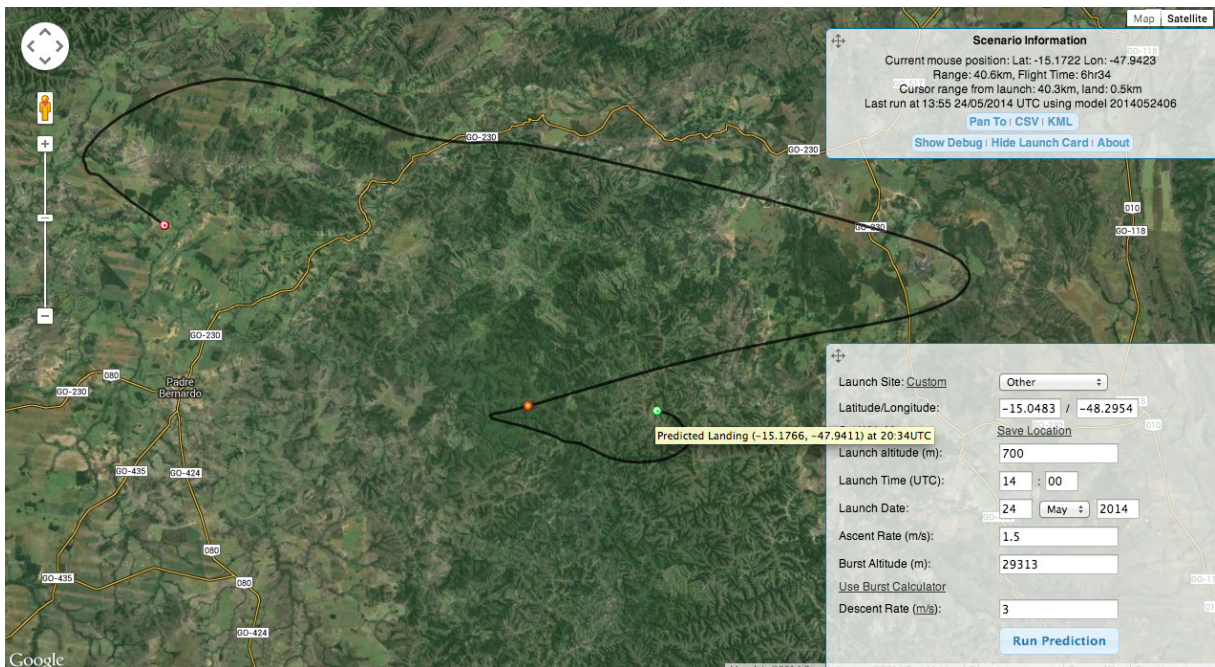 Map Satellite
GO-118
Scenario Information
Current mouse position: Lat: -15.1722 Lon: -47.9423
Range: 40.6km, Flight Time: 6hr34
Cursor range from launch: 40.3km, land: 0.5km
Last run at 13:55 24/05/2014 UTC using model 2014052406
Pan To | CSV | KML
Show Debug | Hide Launch Card | About
GO-230
GO-230
010
GO-230
GO-118
GO-230
080
Padre
Bernardo
GO-230
Launch Site: Custom Other
Latitude/Longitude: -15.0483 / -48.2954
010
Save Location
Predicted Landing (-15.1766, -47.9411) at 20:34UTC
Launch altitude (m): 700
GO-435
GO-424
Launch Time (UTC): 14 : 00
Launch Date: 24 May 2014
Ascent Rate (m/s): 1.5
080
Burst Altitude (m): 29313
GO-435
080
Use Burst Calculator
Descent Rate (m/s): 3
GO-424
Run Prediction
Google